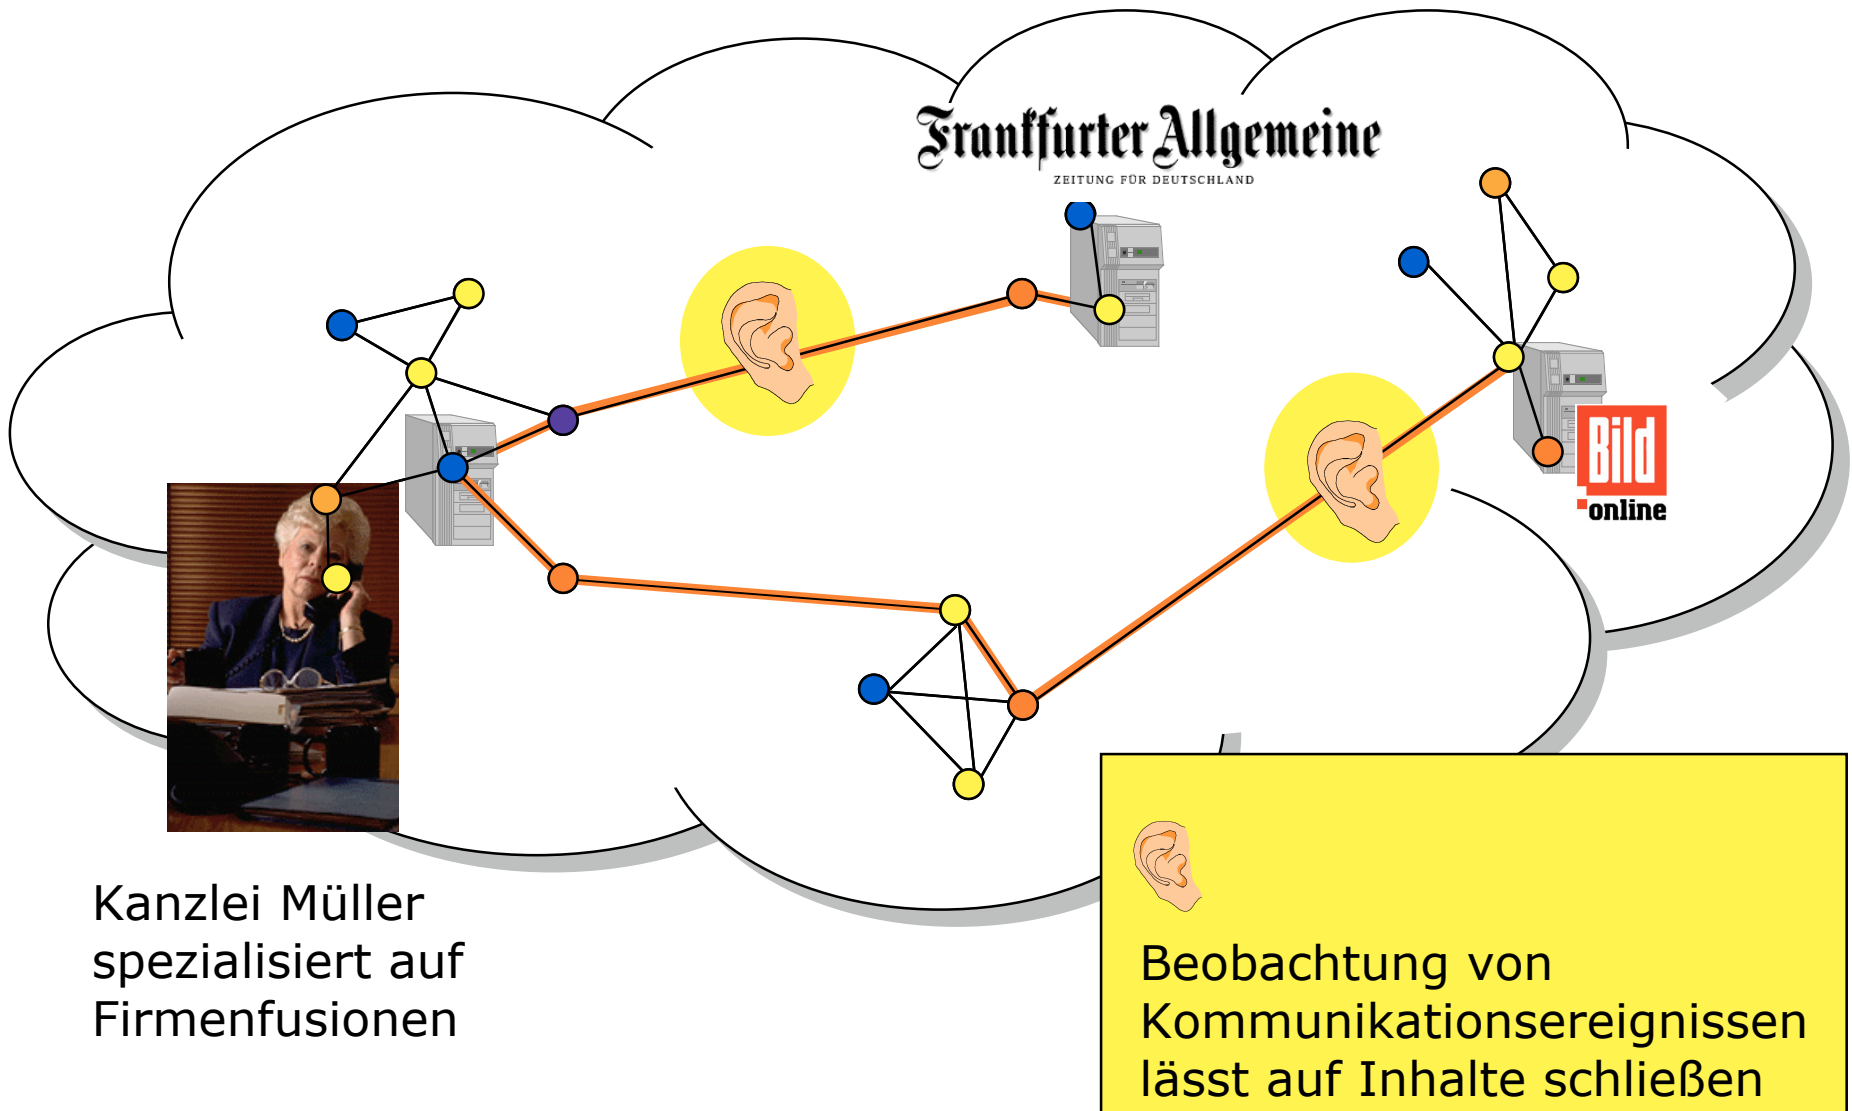 Frankfurter Allgemeine
ZEITUNG FÜR DEUTSCHLAND
Bild
online
Kanzlei Müller
spezialisiert auf
Firmenfusionen
Beobachtung von
Kommunikationsereignissen
lässt auf Inhalte schließen